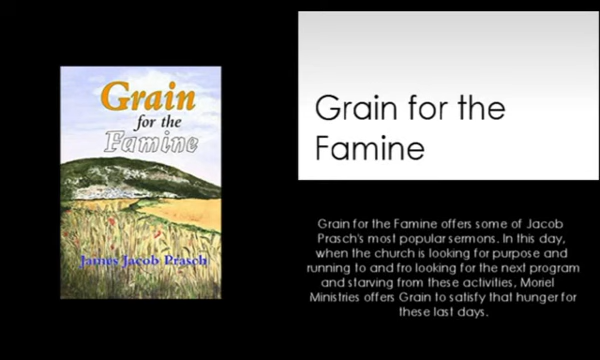 Grain
for the
Famine
James Jacob Prasch
Grain for the
Famine
Grain for the Famine offers some of Jacob
Prasch's most popular sermons. In this day,
when the church is looking for purpose and
running to and fro looking for the next program
and starving from these activities, Moriel
Ministries offers Grain to satisfy that hunger for
these last days.